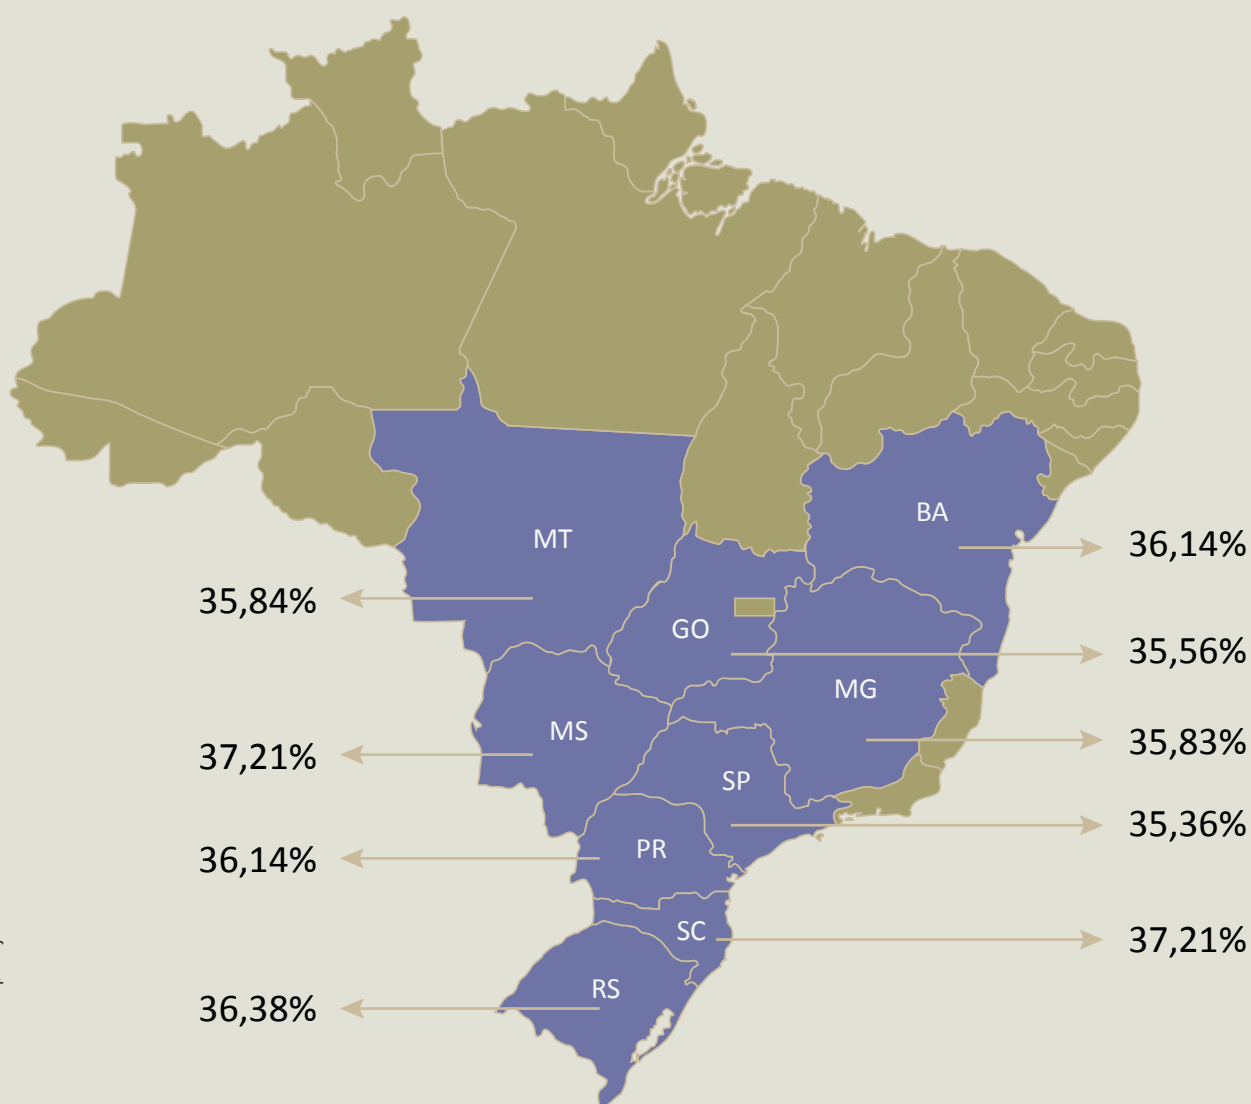 BA
36,14%
MT
35,84%
GO
35,56%
MG
MS
37,21%
35,83%
SP
35,36%
PR
36,14%
SC
37,21%
RS
36,38%